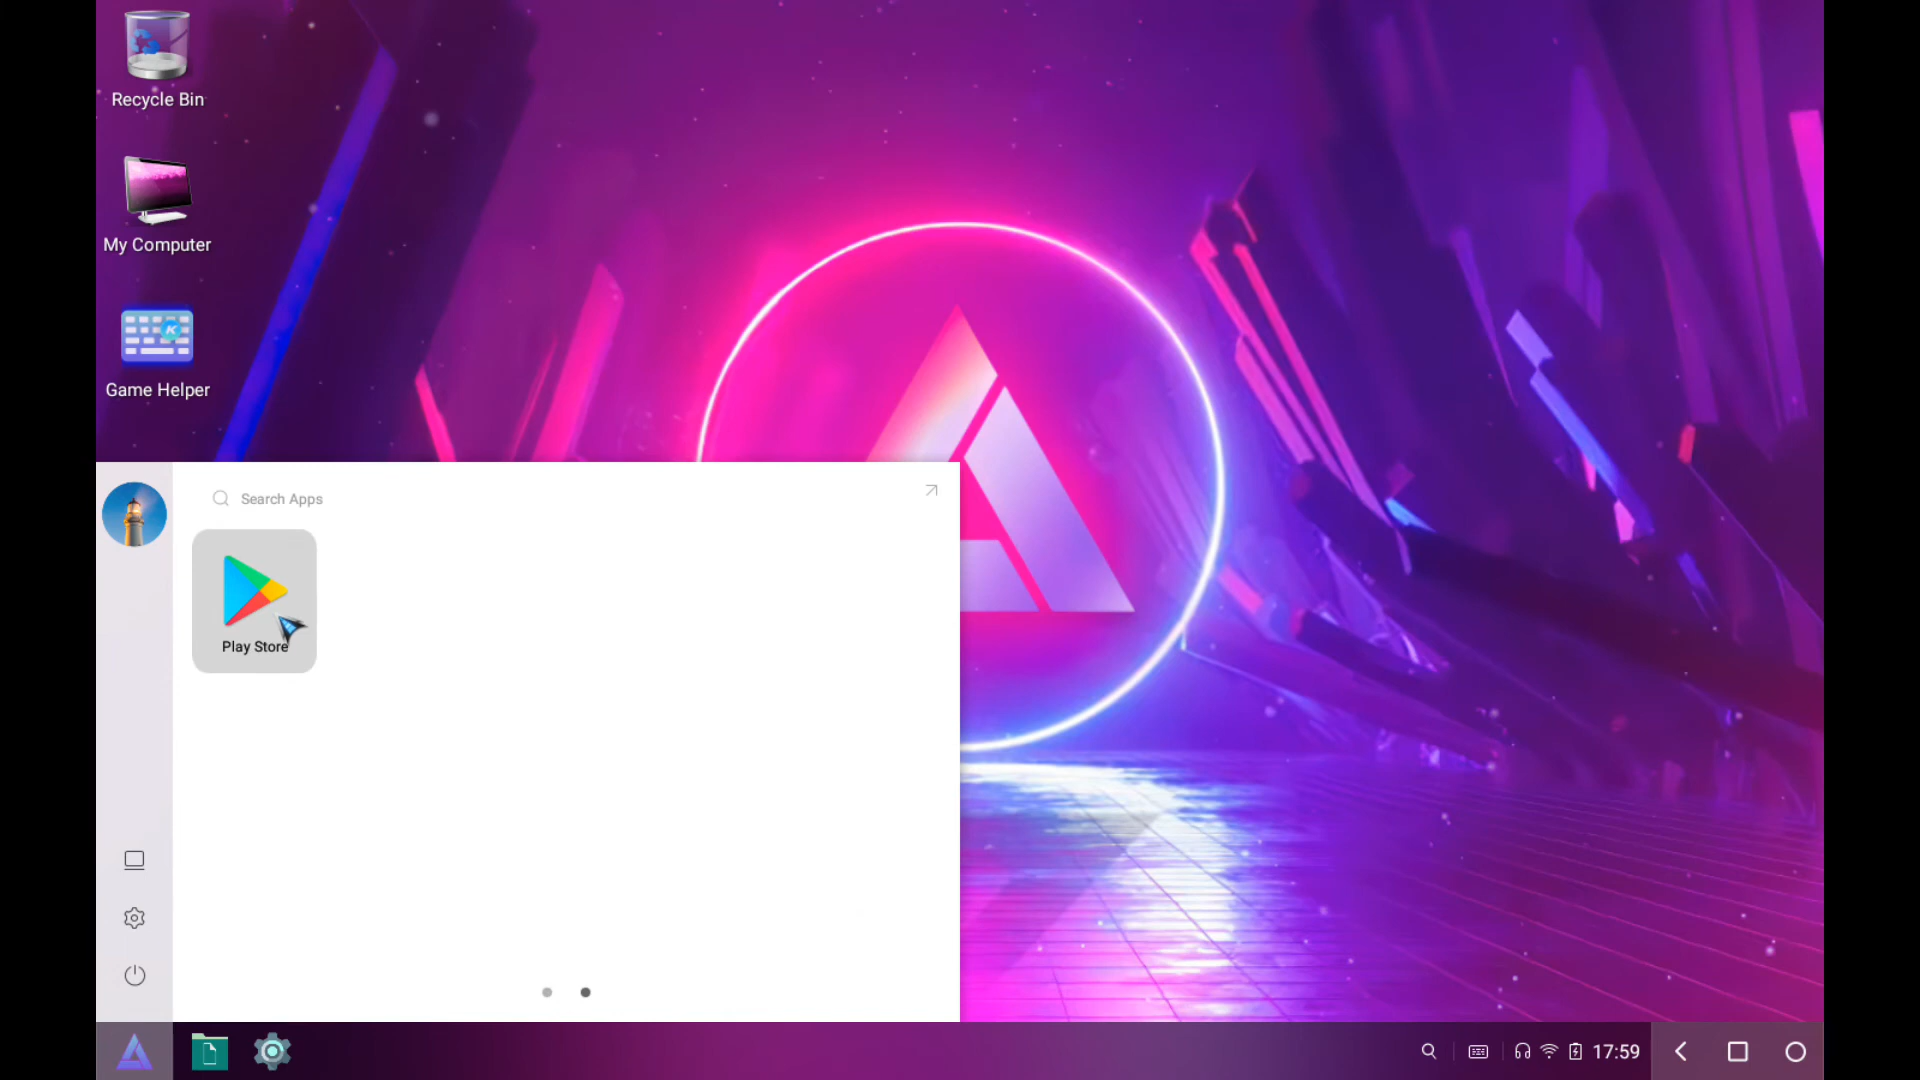 Recycle Bin
My Computer
Game Helper
Search Apps
Play Store
17:59